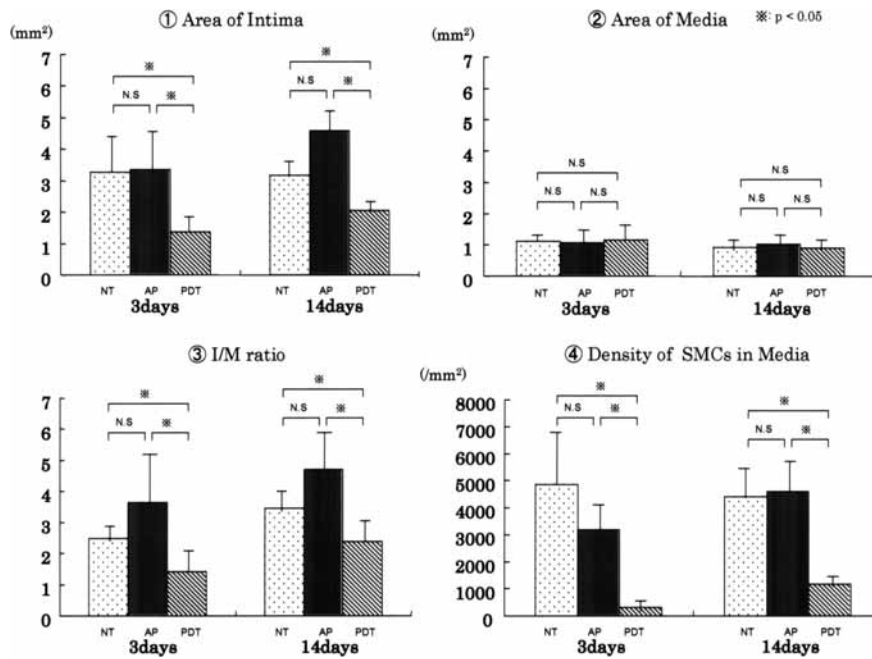 ① Area of Intima
② Area of Media
※: p < 0.05
(mm²)
(mm²)
7
6
5
4
3
2
1
0
※
N.S
※
※
N.S
※
NT AP PDT
3days
NT AP PDT
14days
7
6
5
4
3
2
1
0
N.S
N.S
N.S
N.S
N.S
N.S
NT AP PDT
3days
NT AP PDT
14days
③ I/M ratio
7
6
5
4
3
2
1
0
※
N.S
※
※
N.S
※
NT AP PDT
3days
NT AP PDT
14days
④ Density of SMCs in Media
(/mm²)
8000
7000
6000
5000
4000
3000
2000
1000
0
※
N.S
※
※
N.S
※
NT AP PDT
3days
NT AP PDT
14days